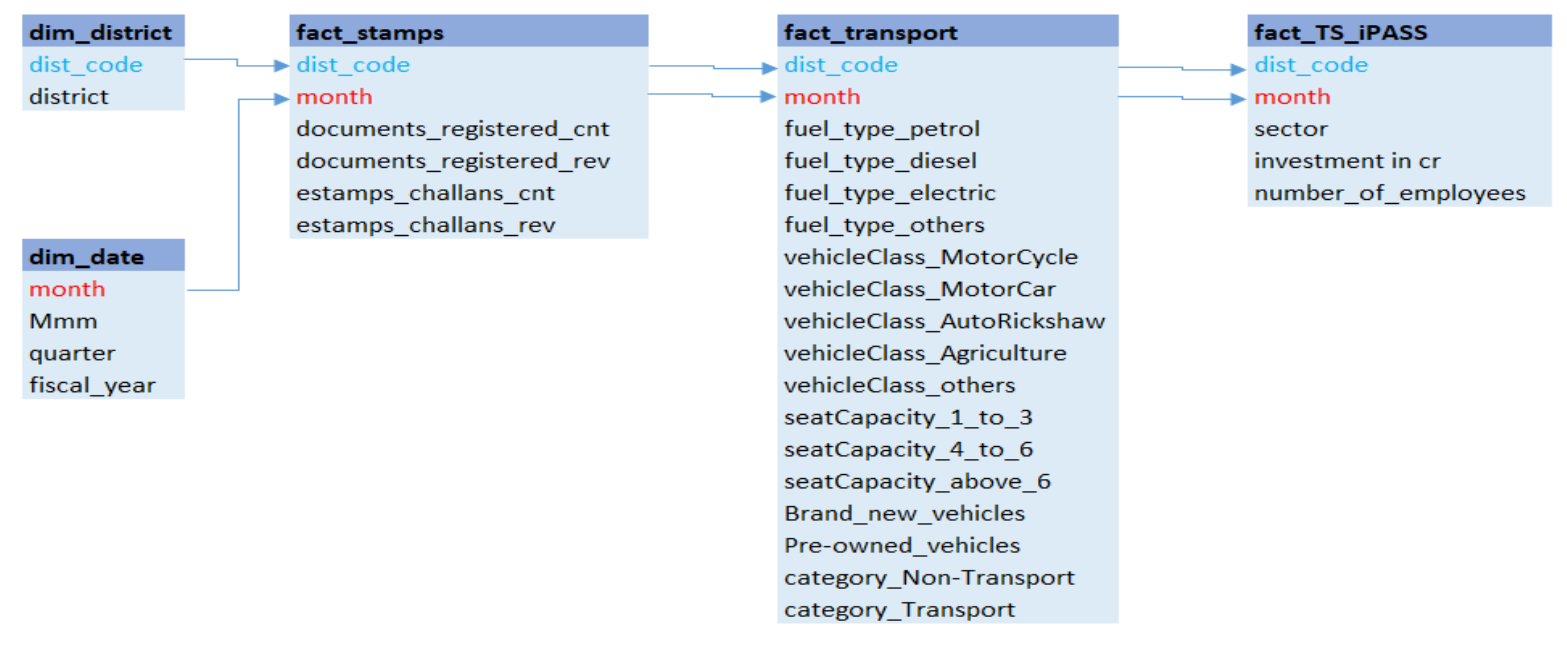 dim_district
dist_code
district
dim_date
month
Mmm
quarter
fiscal_year
fact_stamps
dist_code
month
documents_registered_cnt
documents_registered_rev
estamps_challans_cnt
estamps_challans_rev
fact_transport
dist_code
month
fuel_type_petrol
fuel_type_diesel
fuel_type_electric
fuel_type_others
vehicleClass_MotorCycle
vehicleClass_MotorCar
vehicleClass_AutoRickshaw
vehicleClass_Agriculture
vehicleClass_others
seatCapacity_1_to_3
seatCapacity_4_to_6
seatCapacity_above_6
Brand_new_vehicles
Pre-owned_vehicles
category_Non-Transport
category_Transport
fact_TS_iPASS
dist_code
month
sector
investment in cr
number_of_employees